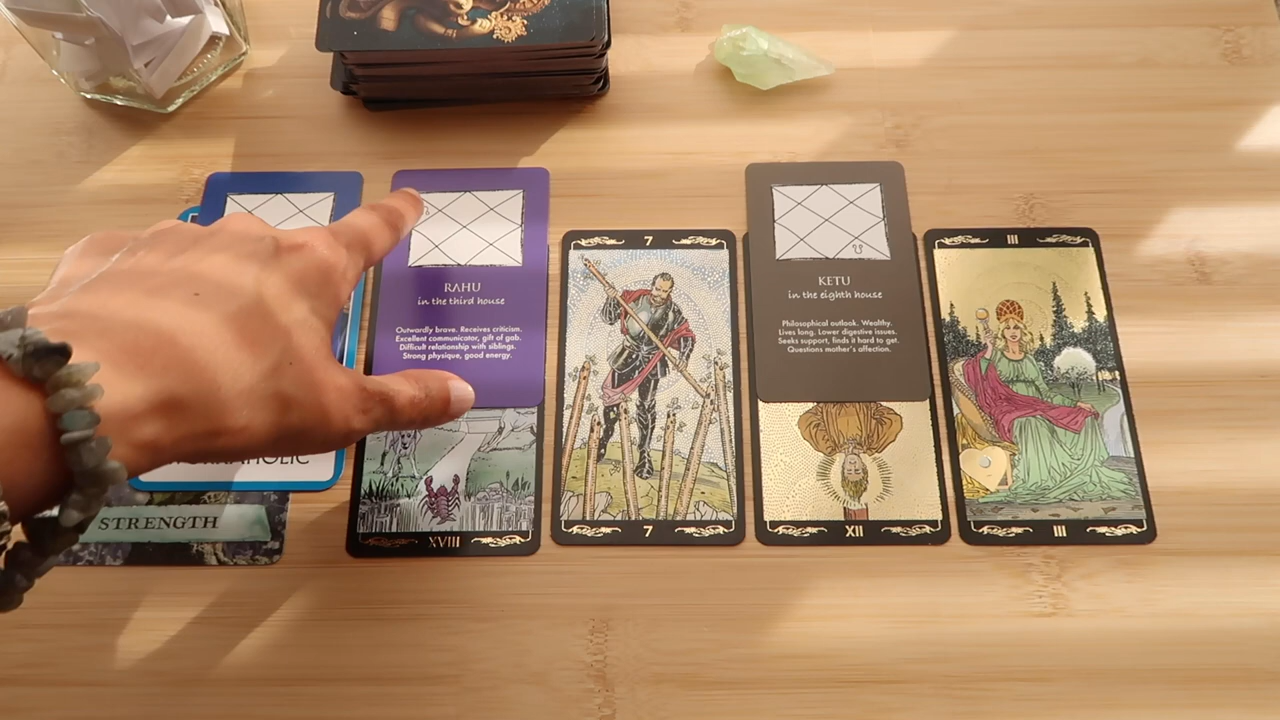 RAHU
in the third house
Outwardly brave. Receives criticism.
Excellent communicator, gift of gab.
Difficult relationship with siblings.
Strong physique, good energy.
XVIII
7
7
KETU
in the eighth house
Philosophical outlook. Wealthy.
Lives long. Lower digestive issues.
Seeks support, finds it hard to get.
Questions mother's affection.
XII
III
III
STRENGTH